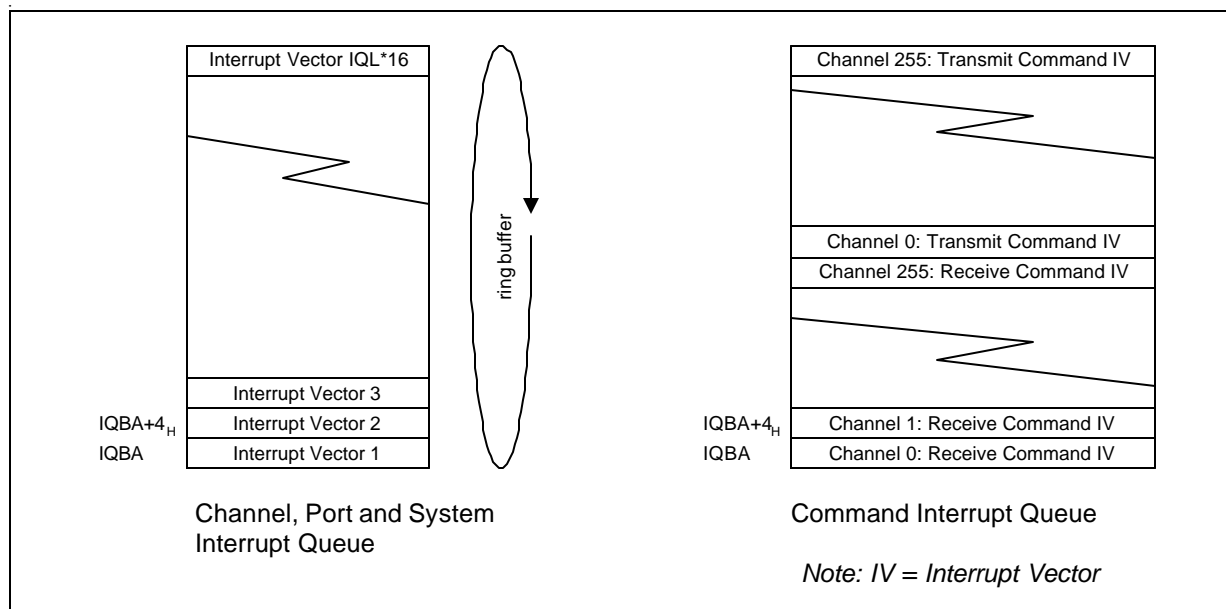 Interrupt Vector IQL*16
Interrupt Vector 3
IQBA+4H
Interrupt Vector 2
IQBA
Interrupt Vector 1
ringbuffer
Channel, Port and System
Interrupt Queue
Channel 255: Transmit Command IV
Channel 0: Transmit Command IV
Channel 255: Receive Command IV
IQBA+4H
Channel 1: Receive Command IV
IQBA
Channel 0: Receive Command IV
Command Interrupt Queue
Note: IV = Interrupt Vector